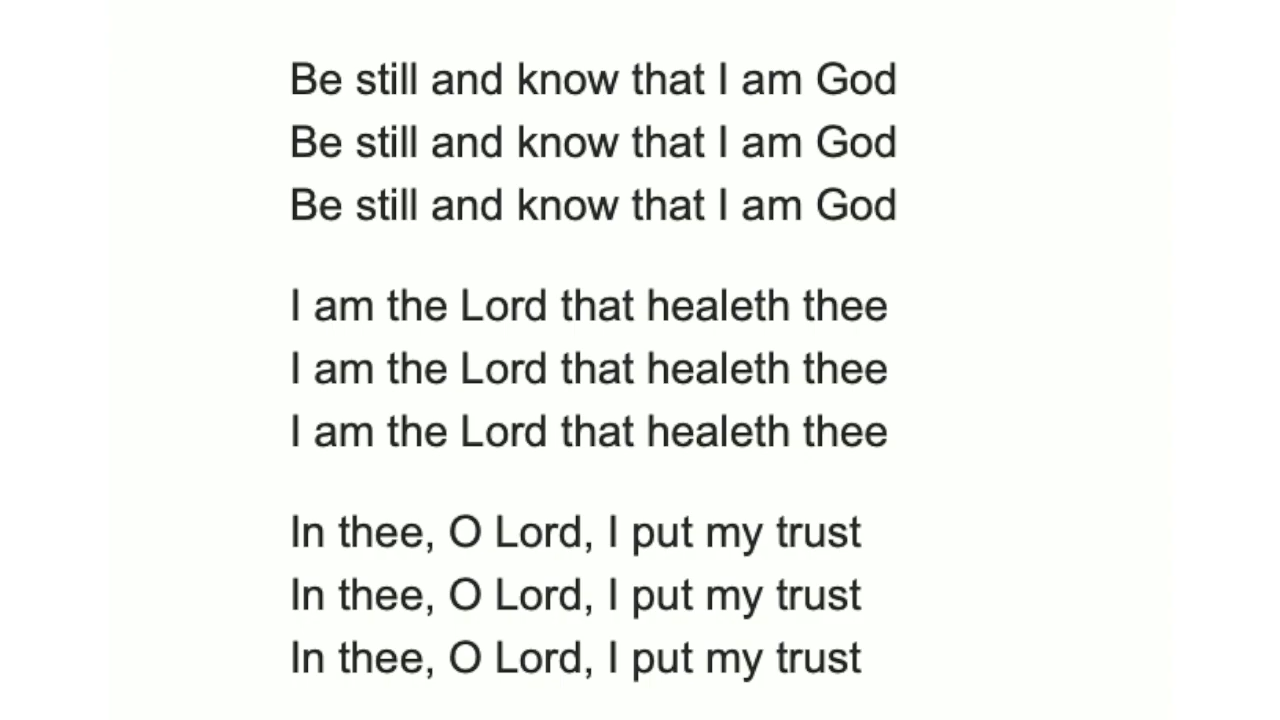 Be still and know that I am God
Be still and know that I am God
Be still and know that I am God
I am the Lord that healeth thee
I am the Lord that healeth thee
I am the Lord that healeth thee
In thee, O Lord, I put my trust
In thee, O Lord, I put my trust
In thee, O Lord, I put my trust